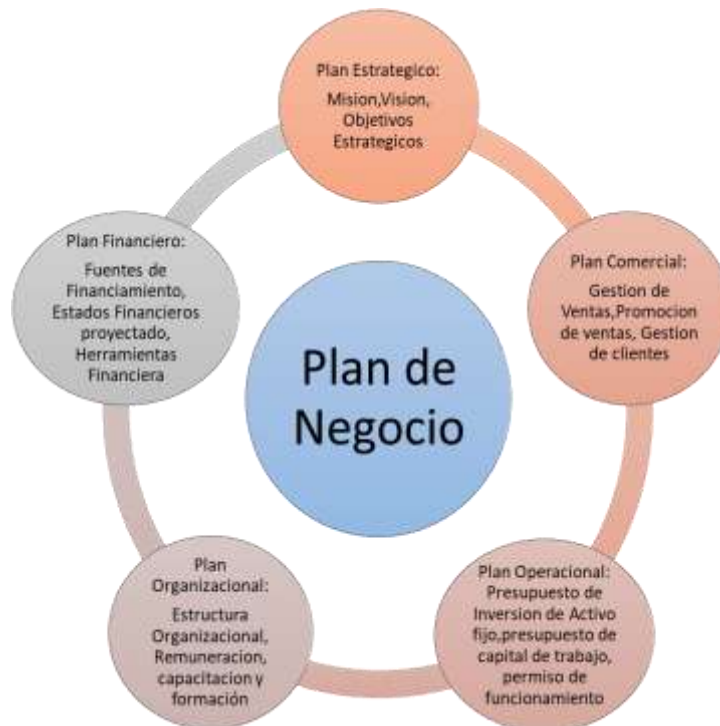 Plan Estrategico:
Mision,Vision,
Objetivos
Estrategicos
Plan Comercial:
Gestion de
Ventas,Promocion
de ventas, Gestion
de clientes
Plan Operacional:
Presupuesto de
Inversion de Activo
fijo,presupuesto de
capital de trabajo,
permiso de
funcionamiento
Plan
Organizacional:
Estructura
Organizacional,
Remuneracion,
capacitacion y
formación
Plan Financiero:
Fuentes de
Financiamiento,
Estados Financieros
proyectado,
Herramientas
Financiera
Plan de
Negocio